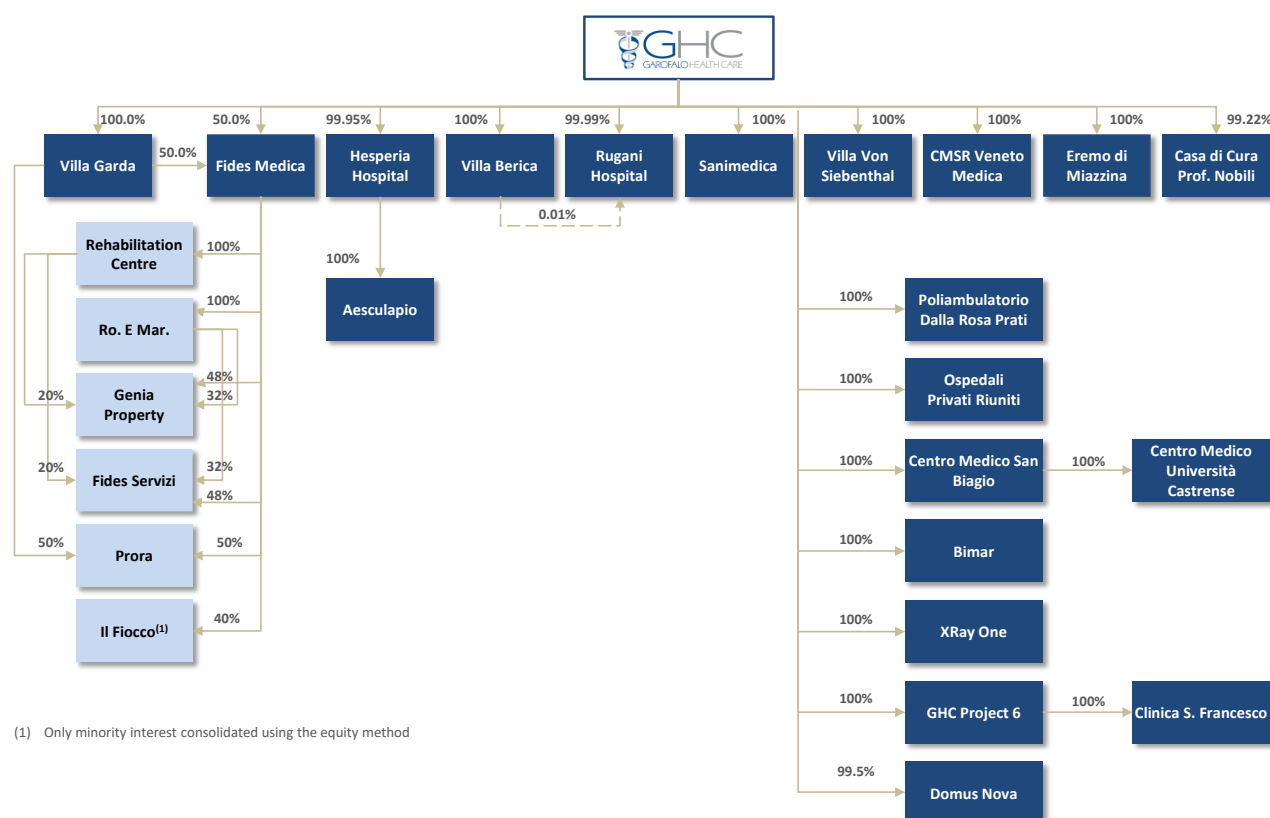 GHC
GAROFALO HEALTH CARE
100.0%
50.0%
99.95%
100%
99.99%
100%
100%
100%
100%
99.22%
Villa Garda
50.0%
Fides Medica
Hesperia
Hospital
Villa Berica
Rugani
Hospital
Sanimedica
Villa Von
Siebenthal
CMSR Veneto
Medica
Eremo di
Miazzina
Casa di Cura
Prof. Nobili
0.01%
Rehabilitation
Centre
100%
100%
Aesculapio
Ro. E Mar.
100%
20%
Genia
Property
48%
32%
20%
Fides Servizi
32%
48%
50%
Prora
50%
Il Fiocco(1)
40%
100%
Poliambulatorio
Dalla Rosa Prati
100%
Ospedali
Privati Riuniti
100%
Centro Medico San
Biagio
100%
Centro Medico
Università
Castrense
100%
Bimar
100%
XRay One
100%
GHC Project 6
100%
Clinica S. Francesco
99.5%
Domus Nova
(1) Only minority interest consolidated using the equity method